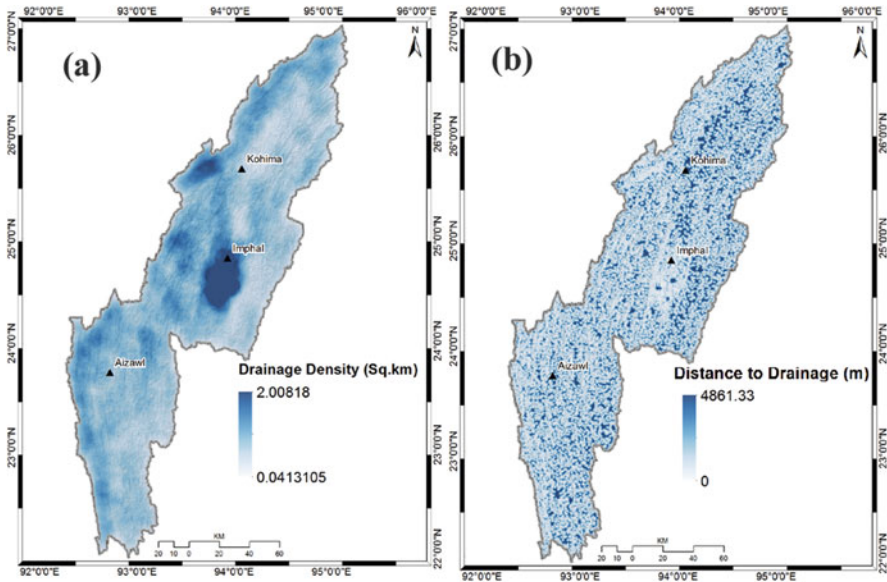 92°0'0"E 93°0'0"E 94°0'0"E 95°0'0"E 96°0'0"E
(a)
N
27°0'0"N
26°0'0"N
25°0'0"N
24°0'0"N
23°0'0"N
22°0'0"N
Kohima
Imphal
Aizawl
Drainage Density (Sq.km)
2.00818
0.0413105
KM
20 10 0 20 40 60
92°0'0"E 93°0'0"E 94°0'0"E 95°0'0"E
92°0'0"E 93°0'0"E 94°0'0"E 95°0'0"E 96°0'0"E
(b)
N
27°0'0"N
26°0'0"N
25°0'0"N
24°0'0"N
23°0'0"N
22°0'0"N
Kohima
Imphal
Aizawl
Distance to Drainage (m)
4861.33
0
KM
20 10 0 20 40 60
92°0'0"E 93°0'0"E 94°0'0"E 95°0'0"E